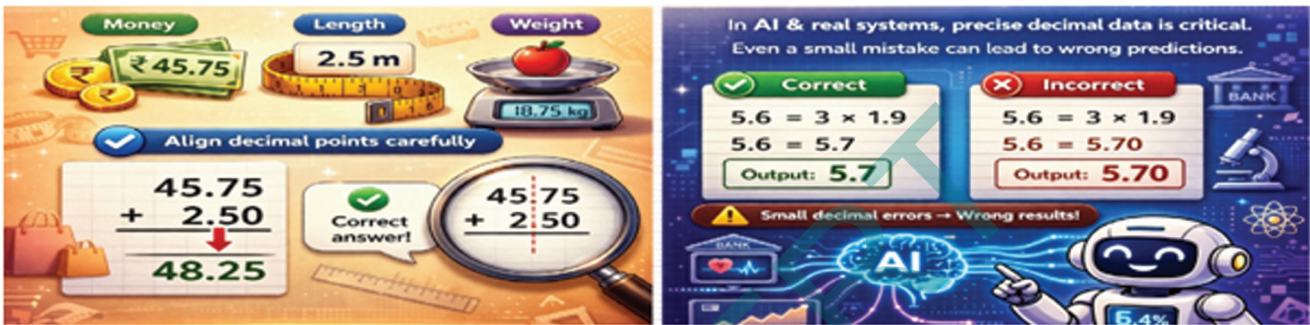 Money
Length
Weight
₹ 45.75
2.5 m
18.75 kg
Align decimal points carefully
45.75
+ 2.50
48.25
Correct
answer!
45.75
+ 2.50
In AI & real systems, precise decimal data is critical.
Even a small mistake can lead to wrong predictions.
Correct
5.6 = 3 × 1.9
5.6 = 5.7
Output: 5.7
Incorrect
5.6 = 3 × 1.9
5.6 = 5.70
Output: 5.70
BANK
Small decimal errors → Wrong results!
BANK
AI
5.4%